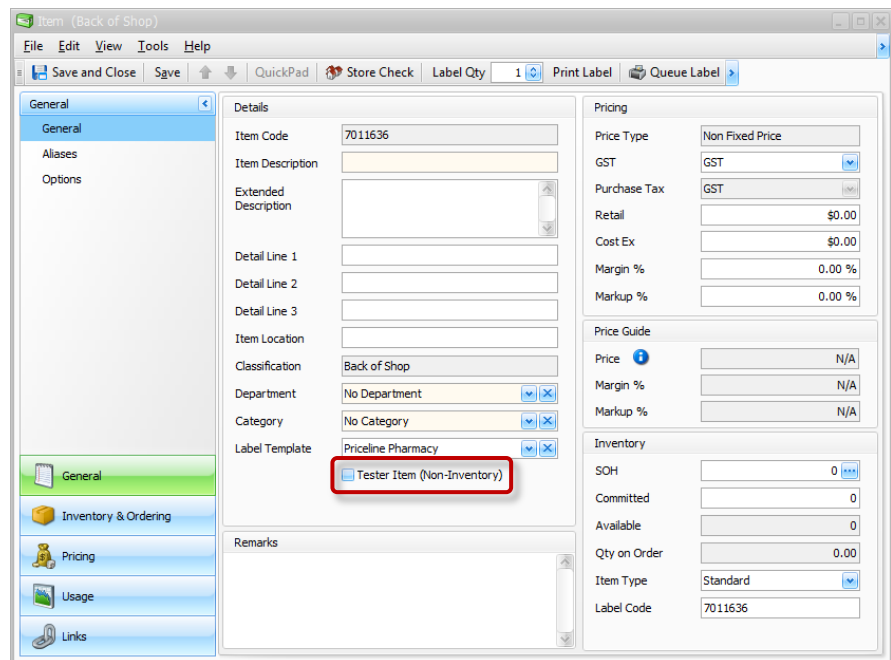 Item (Back of Shop)
File Edit View Tools Help
Save and Close Save QuickPad Store Check Label Qty 1 Print Label Queue Label
General
General
Aliases
Options
General
Inventory & Ordering
Pricing
Usage
Links
Details
Item Code 7011636
Item Description
Extended
Description
Detail Line 1
Detail Line 2
Detail Line 3
Item Location
Classification Back of Shop
Department No Department
Category No Category
Label Template Priceline Pharmacy
Tester Item (Non-Inventory)
Remarks
Pricing
Price Type Non Fixed Price
GST GST
Purchase Tax GST
Retail $0.00
Cost Ex $0.00
Margin % 0.00 %
Markup % 0.00 %
Price Guide
Price N/A
Margin % N/A
Markup % N/A
Inventory
SOH 0
Committed 0
Available 0
Qty on Order 0.00
Item Type Standard
Label Code 7011636